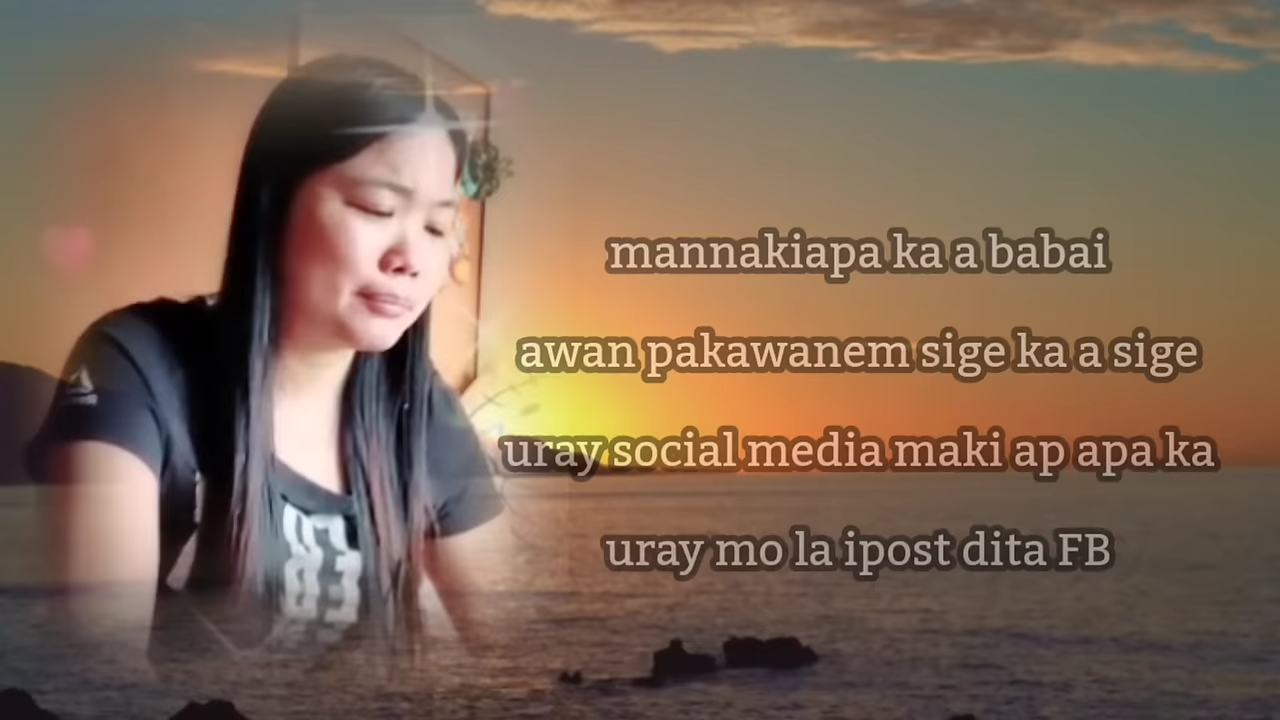 mannakiapa ka a babai
awan pakawanem sige ka a sige
uray social media maki ap apa ka
uray mo la ipost dita FB